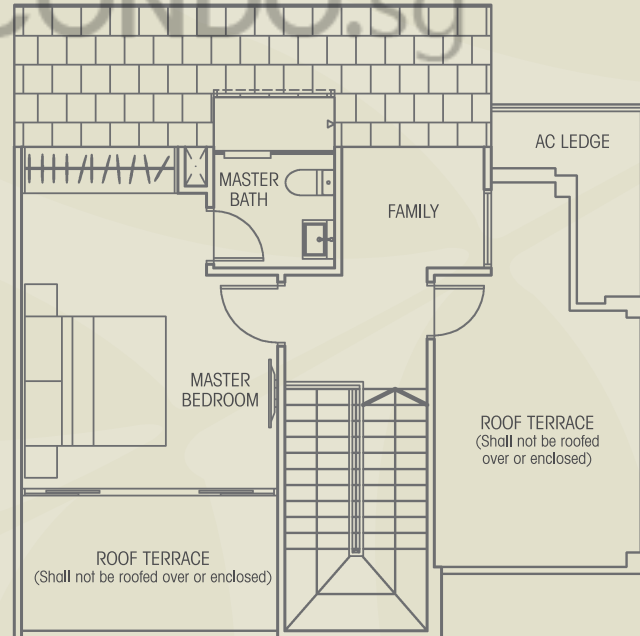 CONDO.sg
AC LEDGE
MASTER
BATH
FAMILY
MASTER
BEDROOM
ROOF TERRACE
(Shall not be roofed
over or enclosed)
ROOF TERRACE
(Shall not be roofed over or enclosed)